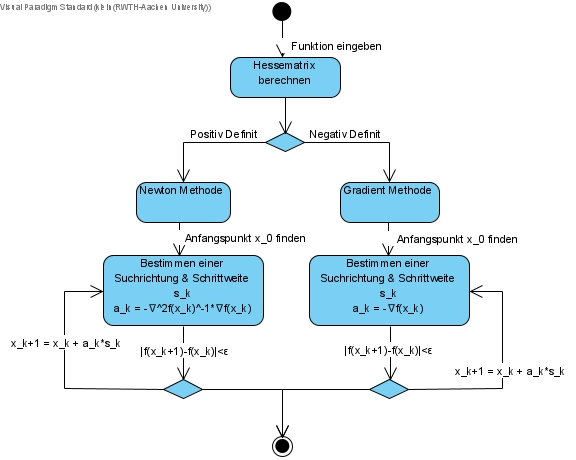 Visual Paradigm Standard(kbln(RWTH-Aachen University))
Funktion eingeben
Hessematrix
berechnen
Positiv Definit
Negativ Definit
Newton Methode
Gradient Methode
Anfangspunkt x_0 finden
Anfangspunkt x_0 finden
Bestimmen einer
Suchrichtung & Schrittweite
s_k
a_k = -∇^2f(x_k)^-1*∇f(x_k)
Bestimmen einer
Suchrichtung & Schrittweite
s_k
a_k = -∇f(x_k)
x_k+1 = x_k + a_k*s_k
|f(x_k+1)-f(x_k)|<ε
|f(x_k+1)-f(x_k)|<ε
x_k+1 = x_k + a_k*s_k